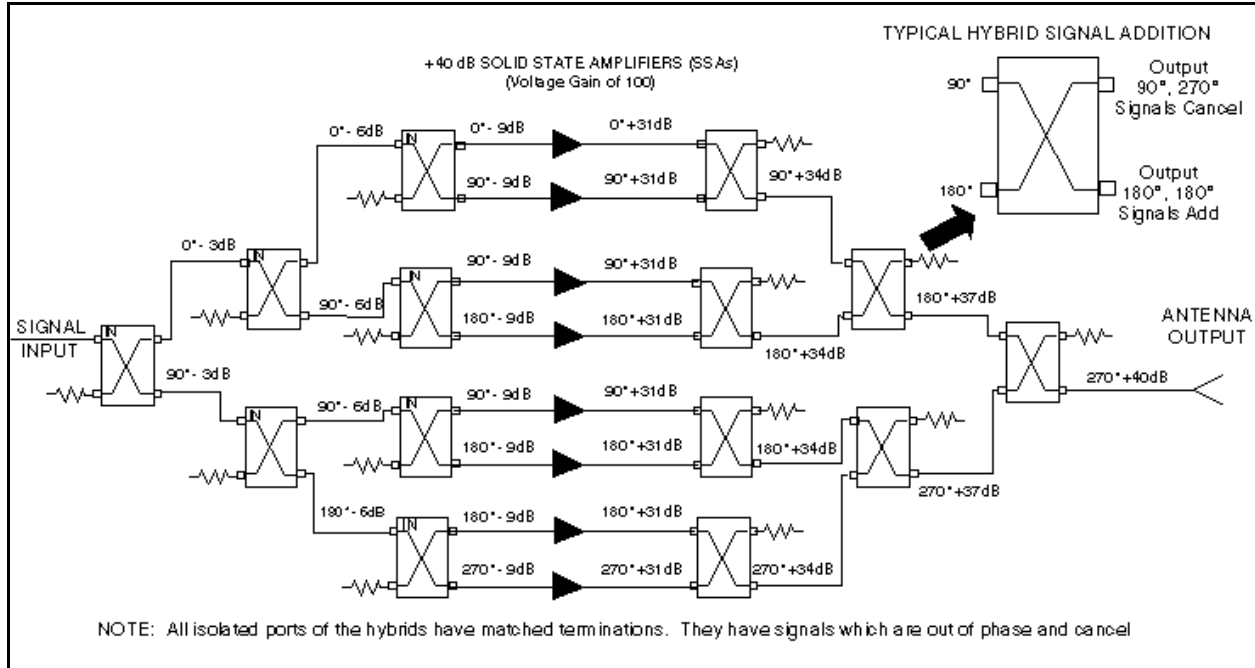 TYPICAL HYBRID SIGNAL ADDITION
+40 dB SOLID STATE AMPLIFIERS (SSAs)
(Voltage Gain of 100)
90°
Output
90°, 270°
Signals Cancel
180°
Output
180°, 180°
Signals Add
0°- 6dB
IN
0°- 9dB
0°+31dB
90°- 9dB
90°+31dB
90°+34dB
0°- 3dB
IN
90°- 6dB
IN
90°- 9dB
90°+31dB
180°- 9dB
180°+31dB
180°+34dB
180°+37dB
SIGNAL
INPUT
IN
ANTENNA
OUTPUT
90°- 3dB
270°+40dB
IN
90°- 6dB
IN
90°- 9dB
90°+31dB
180°- 9dB
180°+31dB
180°+34dB
270°+37dB
180°- 6dB
IN
180°- 9dB
180°+31dB
270°- 9dB
270°+31dB
270°+34dB
NOTE: All isolated ports of the hybrids have matched terminations. They have signals which are out of phase and cancel